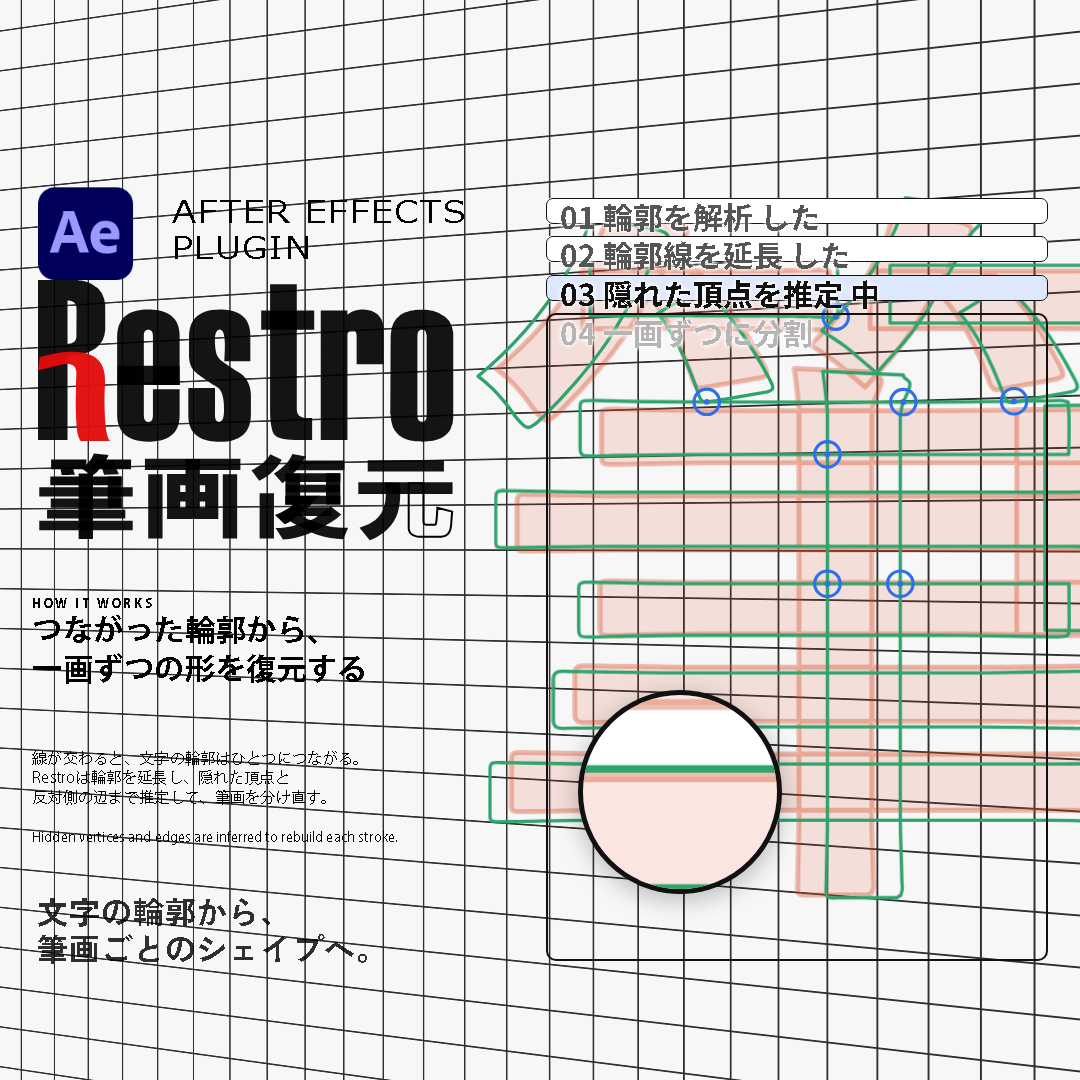 Ae
AFTER EFFECTS
PLUGIN
Restro
筆画復元
HOW IT WORKS
つながった輪郭から、
一画ずつの形を復元する
線が交わると、文字の輪郭はひとつにつながる。
Restroは輪郭を延長し、隠れた頂点と
反対側の辺まで推定して、筆画を分け直す。
Hidden vertices and edges are inferred to rebuild each stroke.
文字の輪郭から、
筆画ごとのシェイプへ。
01 輪郭を解析 した
02 輪郭線を延長 した
03 隠れた頂点を推定 中
04 一画ずつに分割